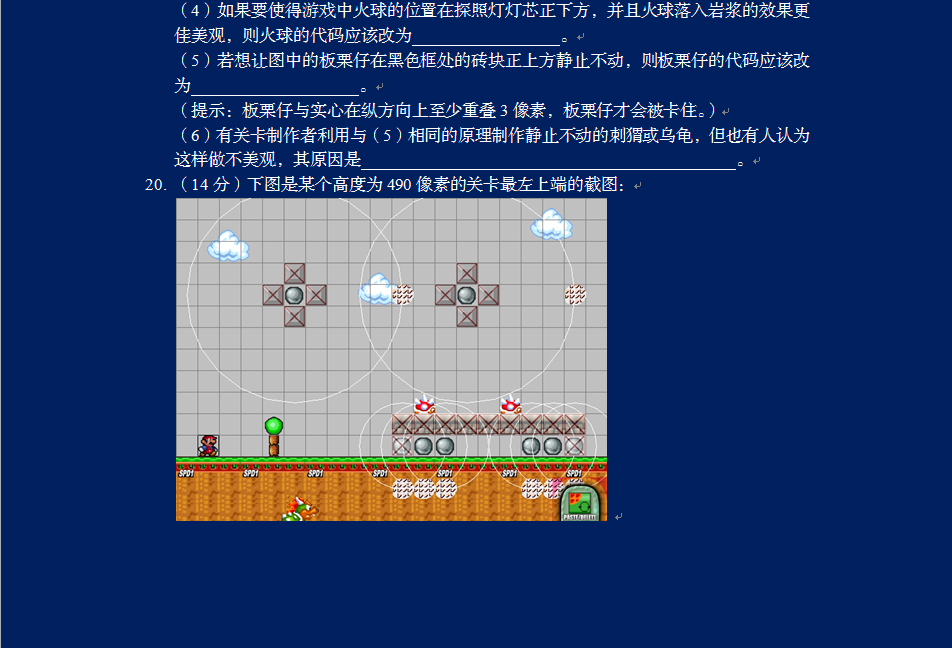 （4）如果要使得游戏中火球的位置在探照灯灯芯正下方，并且火球落入岩浆的效果更
佳美观，则火球的代码应该改为________________。
（5）若想让图中的板栗仔在黑色框处的砖块正上方静止不动，则板栗仔的代码应该改
为__________________。
（提示：板栗仔与实心在纵方向上至少重叠 3 像素，板栗仔才会被卡住。）
（6）有关卡制作者利用与（5）相同的原理制作静止不动的刺猬或乌龟，但也有人认为
这样做不美观，其原因是________________________________________。
20. （14 分）下图是某个高度为 490 像素的关卡最左上端的截图：
SPD1 SPD1 SPD1 SPD1 SPD1 SPD1 SPD1